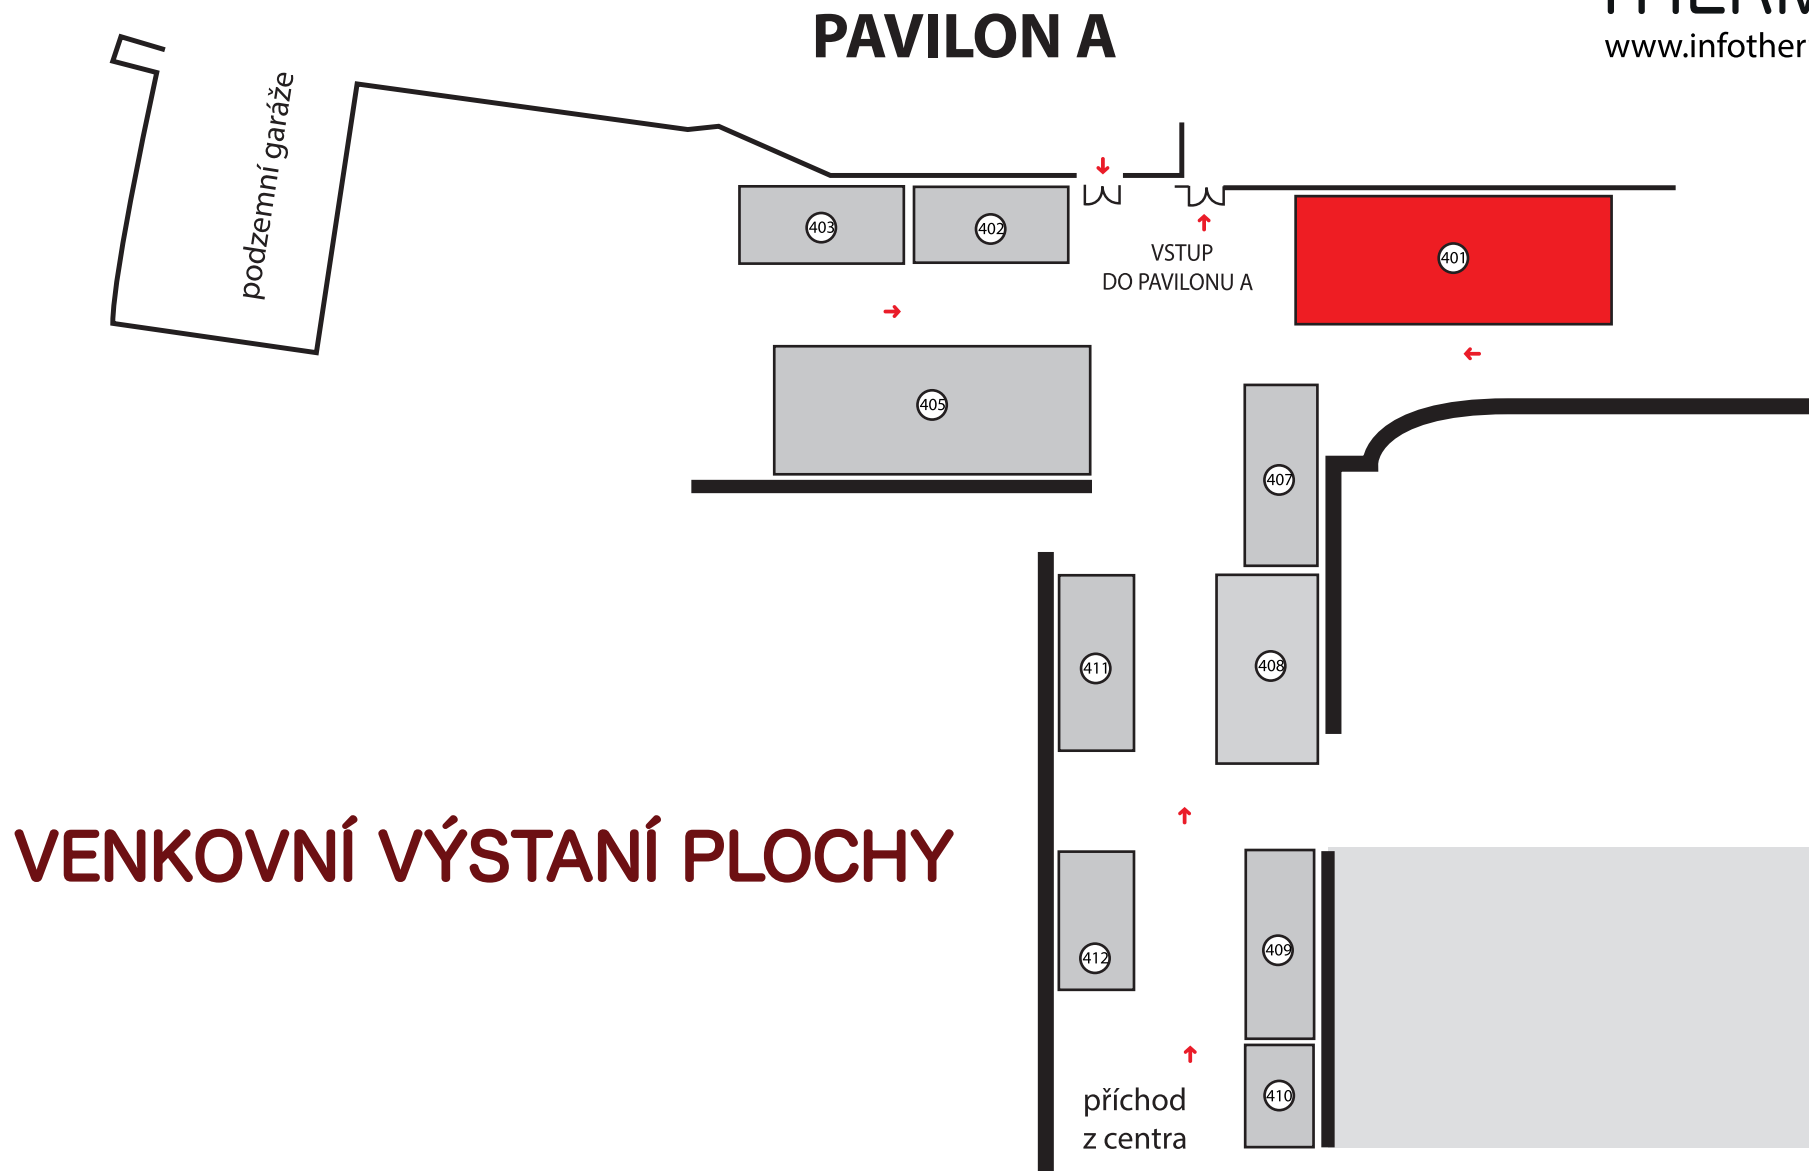 PAVILON A
www.infother
podzemní garáže
403
402
VSTUP
DO PAVILONU A
401
405
407
411
408
VENKOVNÍ VÝSTANÍ PLOCHY
412
409
410
příchod
z centra